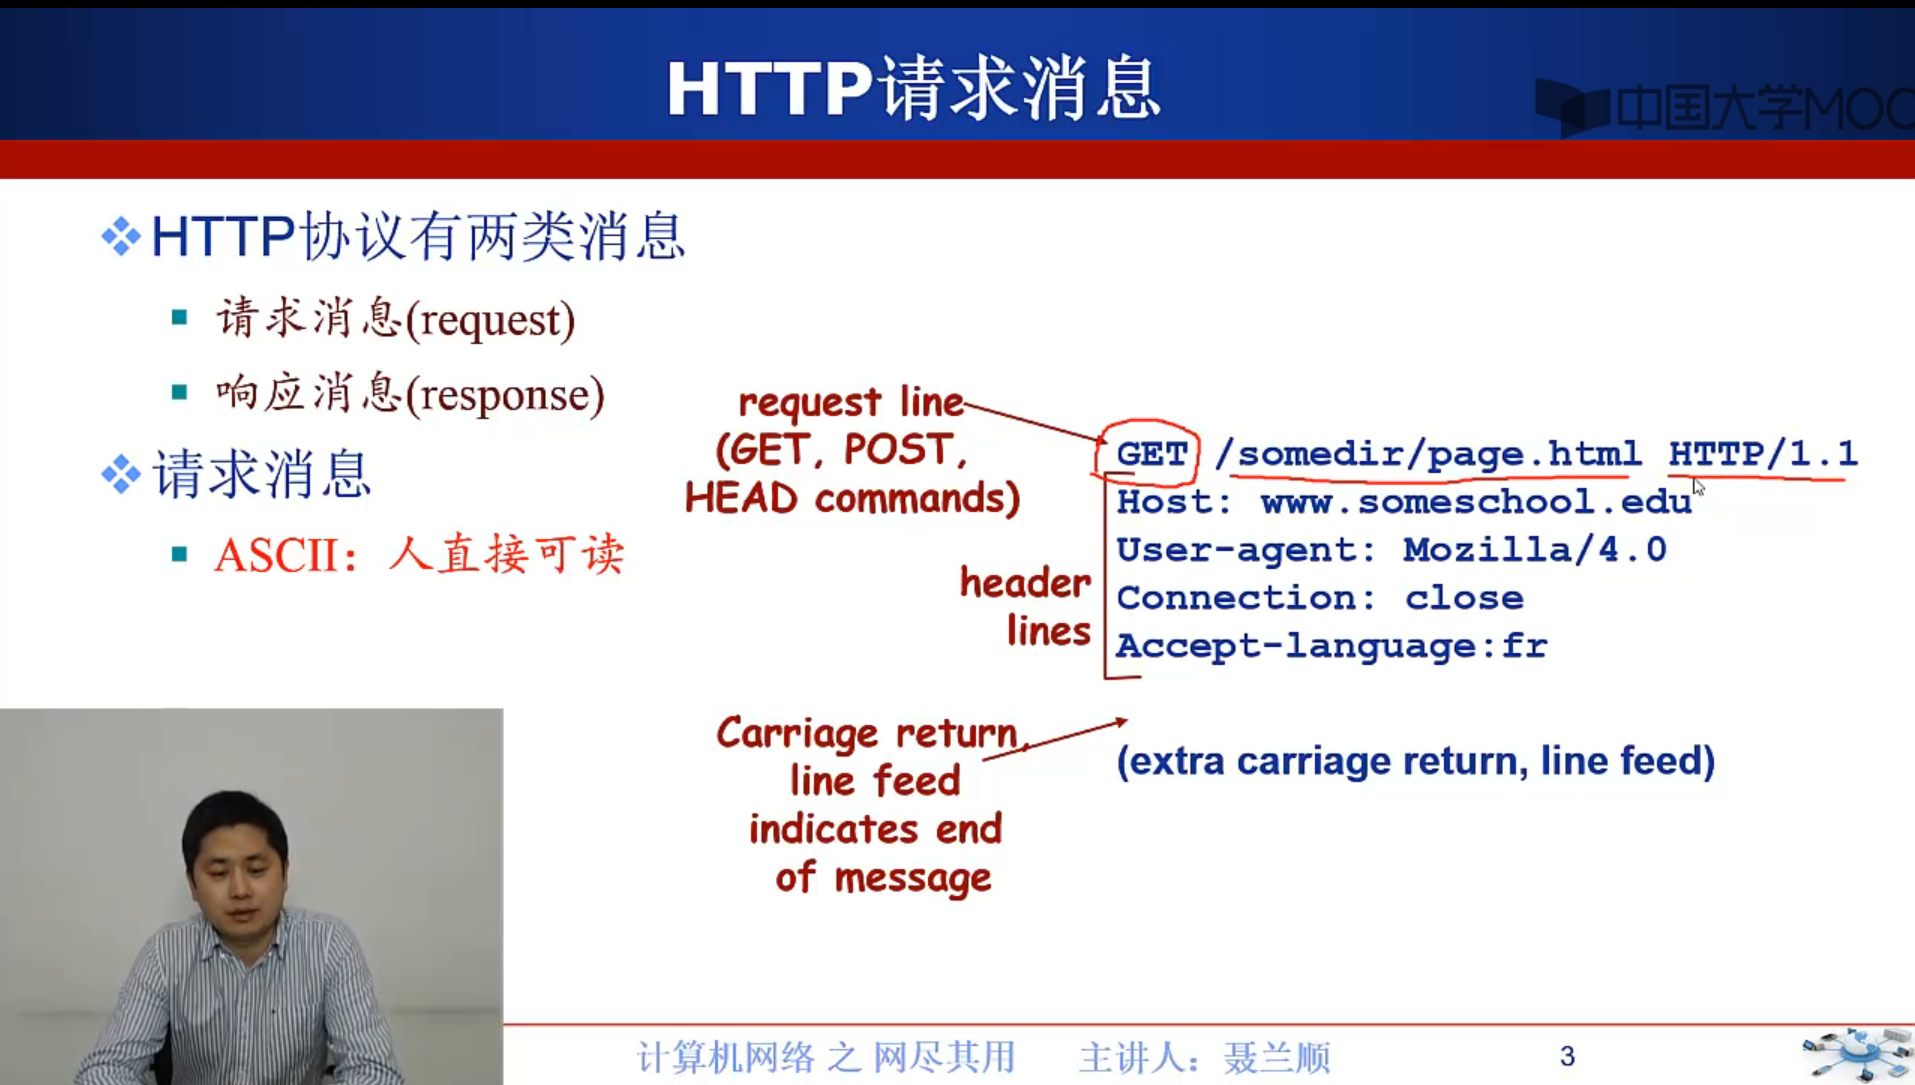 HTTP请求消息
中国大学MOO
HTTP协议有两类消息
请求消息(request)
响应消息(response)
请求消息
ASCII：人直接可读
request line
(GET, POST,
HEAD commands)
header
lines
Carriage return,
line feed
indicates end
of message
GET /somedir/page.html HTTP/1.1
Host: www.someschool.edu
User-agent: Mozilla/4.0
Connection: close
Accept-language:fr
(extra carriage return, line feed)
计算机网络 之 网尽其用 主讲人：聂兰顺
3